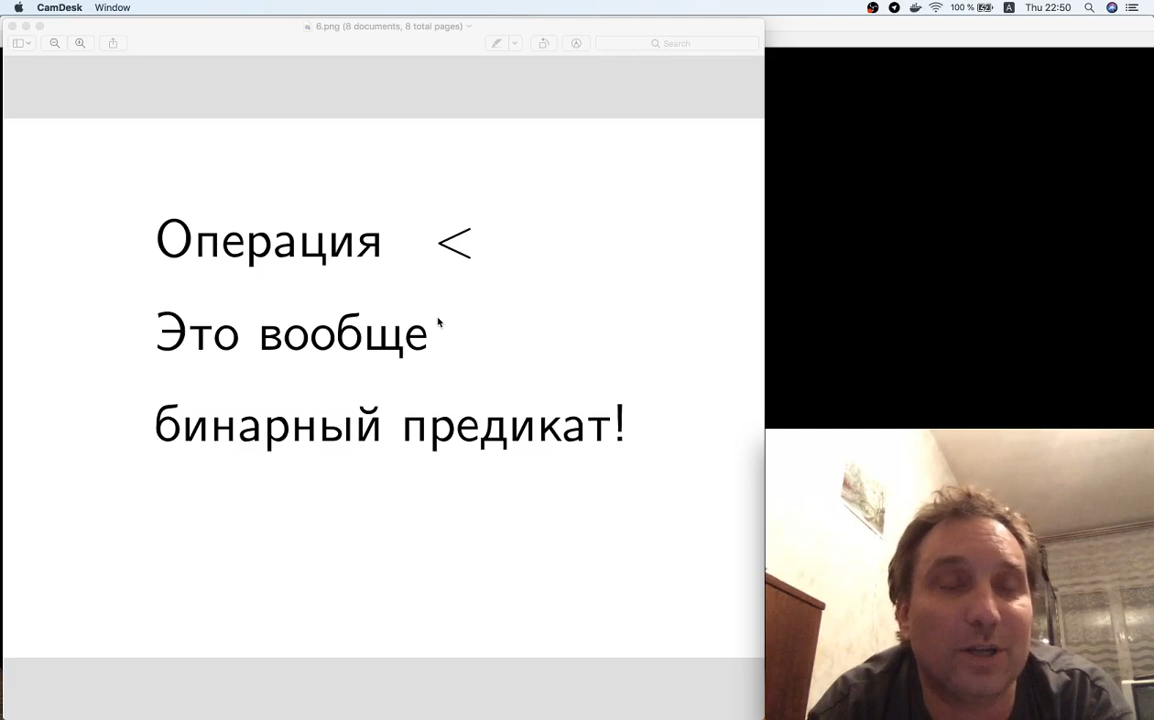 CamDesk Window 100 % Thu 22:50
6.png (8 documents, 8 total pages)
Search
Операция <
Это вообще
бинарный предикат!